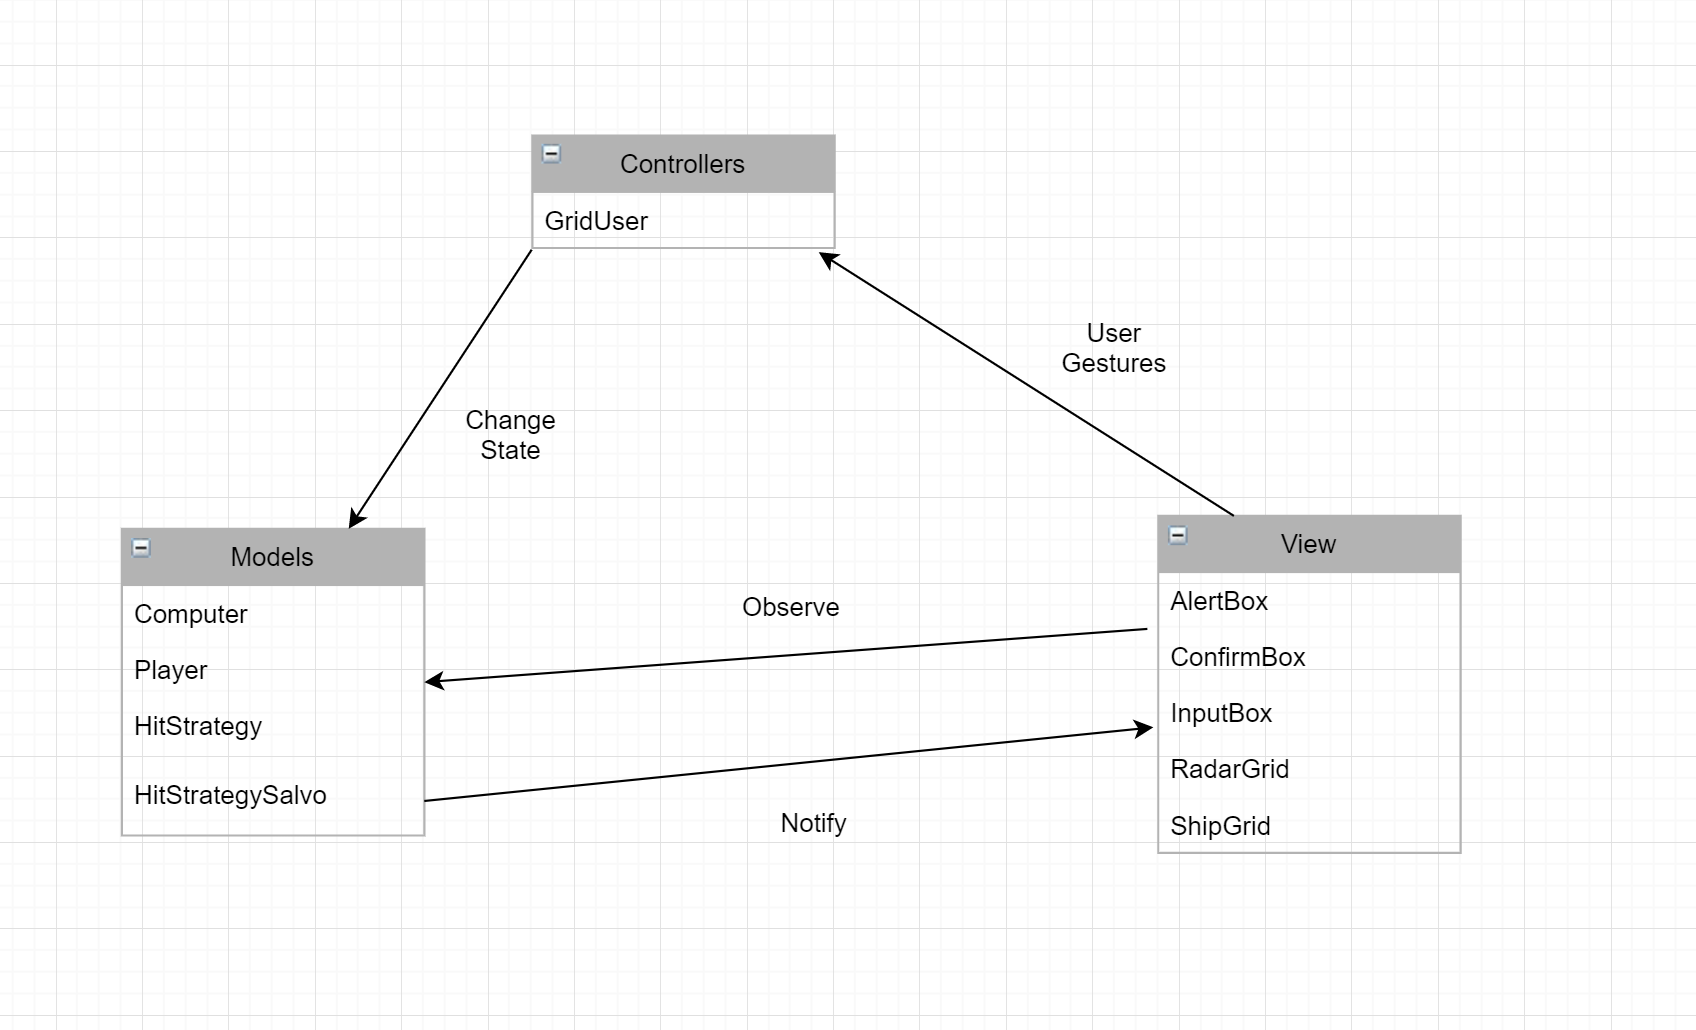 Controllers
GridUser
User
Gestures
Change
State
Models
Computer
Player
HitStrategy
HitStrategySalvo
Observe
Notify
View
AlertBox
ConfirmBox
InputBox
RadarGrid
ShipGrid